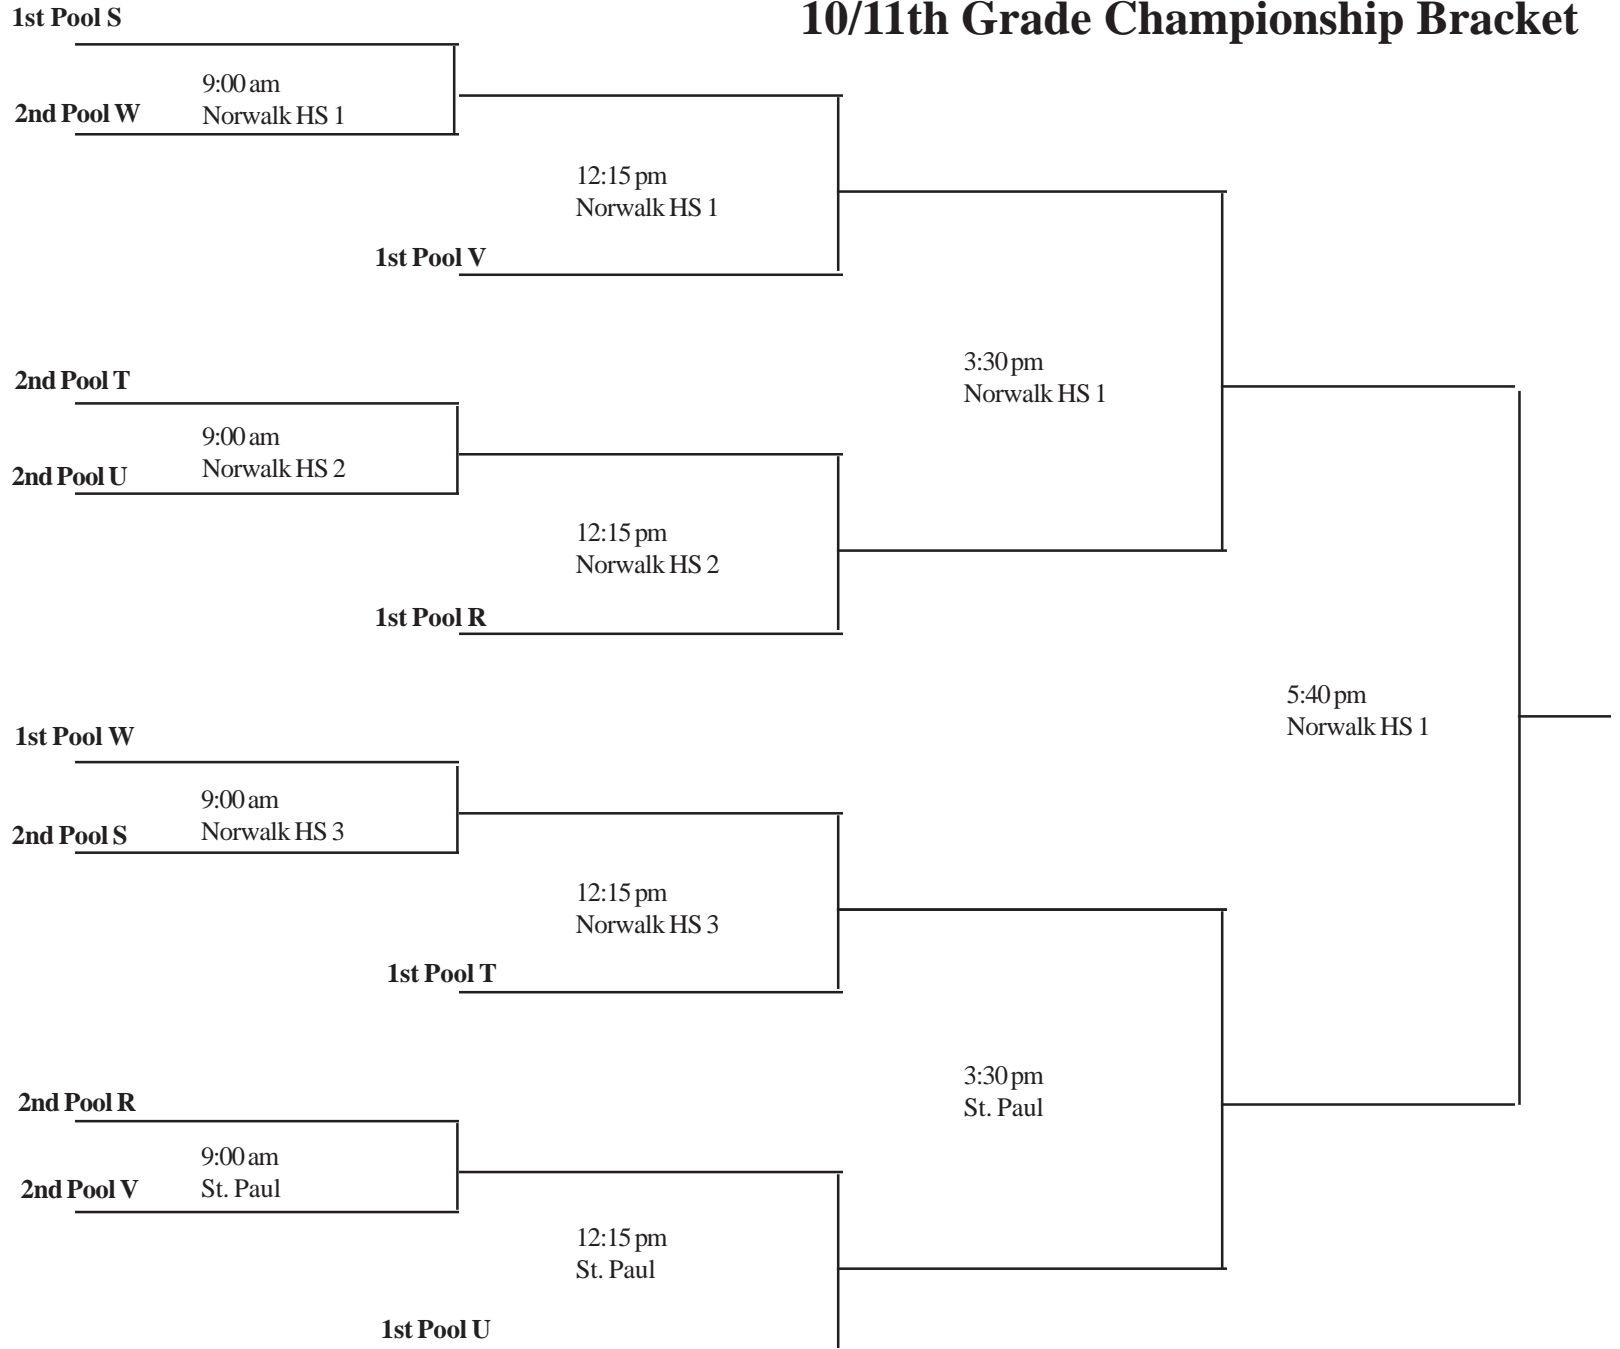 10/11th Grade Championship Bracket
1st Pool S
9:00 am
Norwalk HS 1
2nd Pool W
12:15 pm
Norwalk HS 1
1st Pool V
2nd Pool T
9:00 am
Norwalk HS 2
2nd Pool U
12:15 pm
Norwalk HS 2
1st Pool R
3:30 pm
Norwalk HS 1
1st Pool W
9:00 am
Norwalk HS 3
2nd Pool S
12:15 pm
Norwalk HS 3
1st Pool T
5:40 pm
Norwalk HS 1
2nd Pool R
9:00 am
St. Paul
2nd Pool V
12:15 pm
St. Paul
1st Pool U
3:30 pm
St. Paul